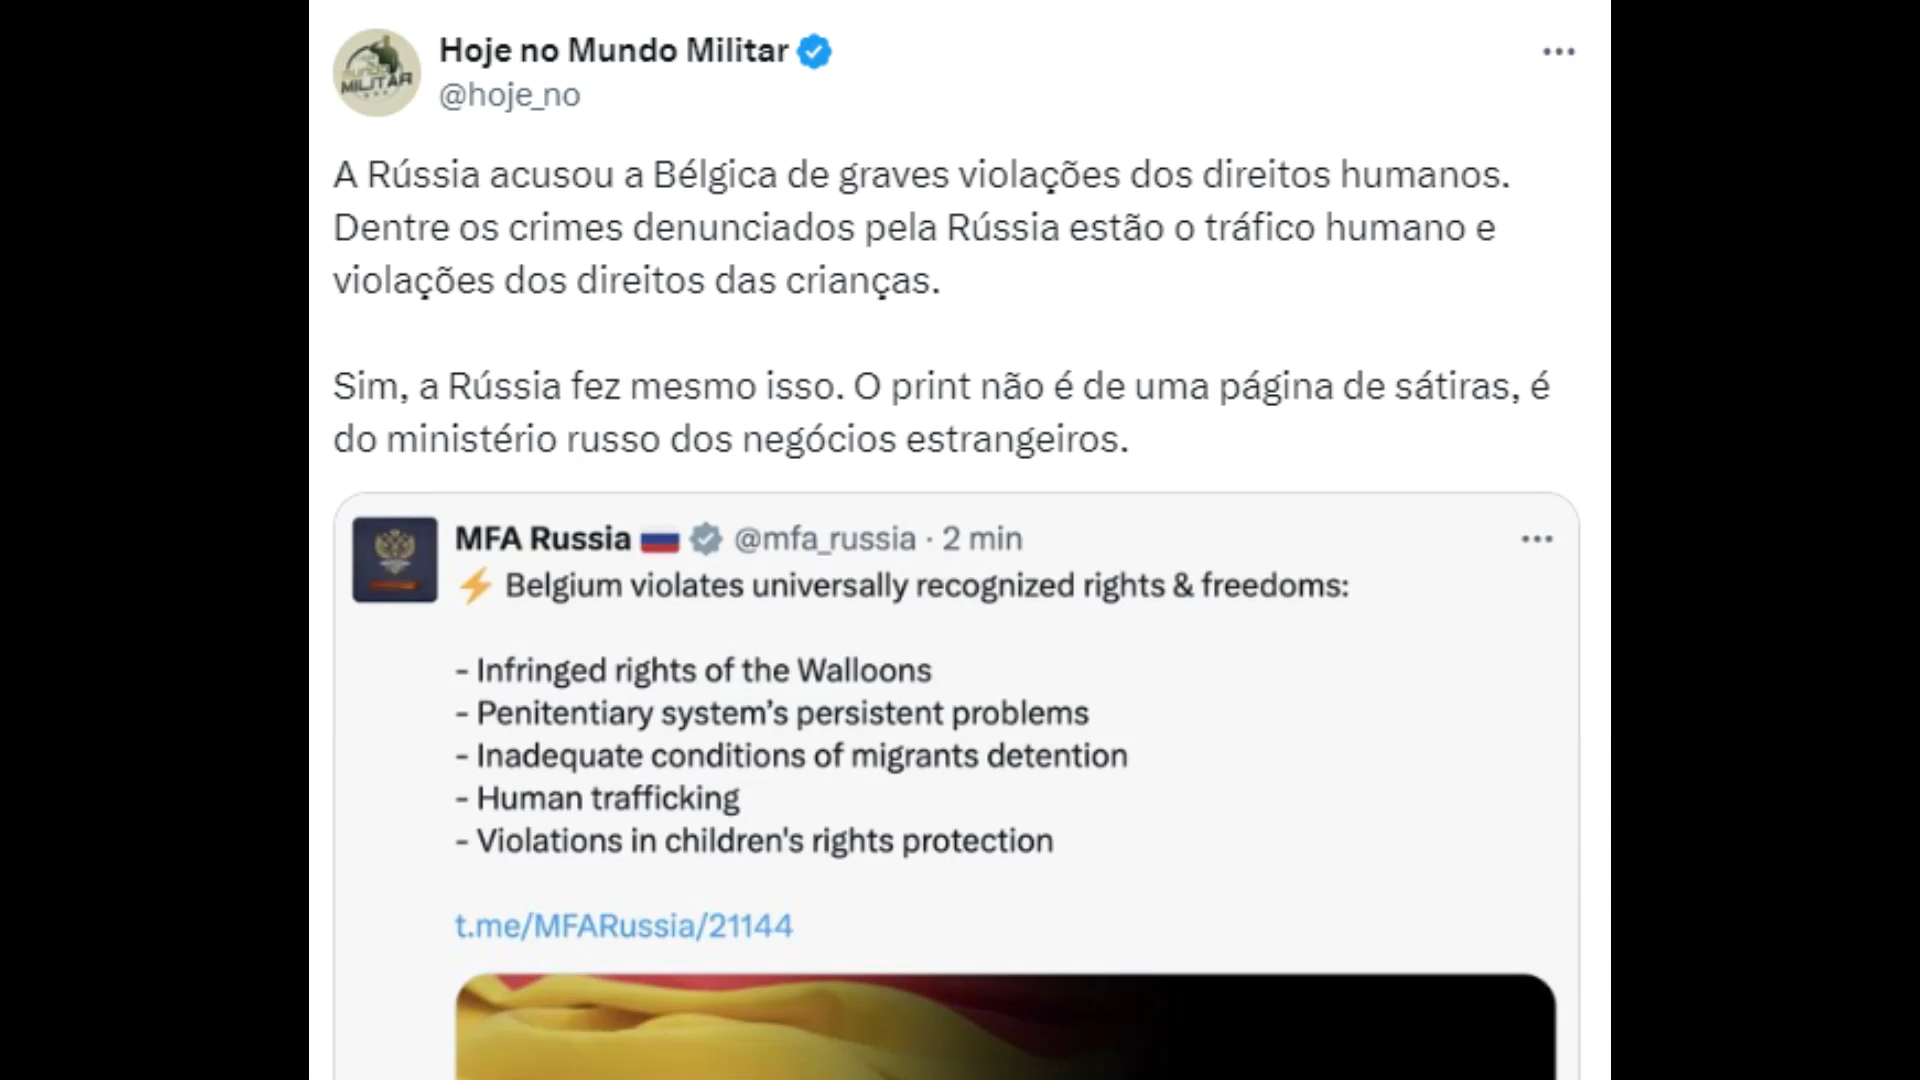 Hoje no Mundo Militar
@hoje_no
MILITAR
A Rússia acusou a Bélgica de graves violações dos direitos humanos.
Dentre os crimes denunciados pela Rússia estão o tráfico humano e
violações dos direitos das crianças.
Sim, a Rússia fez mesmo isso. O print não é de uma página de sátiras, é
do ministério russo dos negócios estrangeiros.
MFA Russia @mfa_russia · 2 min
⚡ Belgium violates universally recognized rights & freedoms:
- Infringed rights of the Walloons
- Penitentiary system's persistent problems
- Inadequate conditions of migrants detention
- Human trafficking
- Violations in children's rights protection
t.me/MFARussia/21144